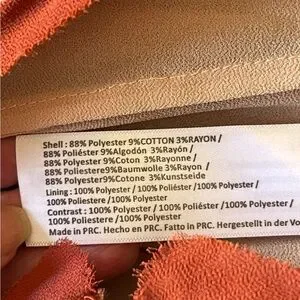 Shell : 88% Polyester 9%COTTON 3%RAYON /
88% Poliéster 9%Algodón 3%Rayón /
88% Polyester 9%Coton 3%Rayonne /
88% Poliestere9%Baumwolle 3%Rayon /
88% Polyester9%Cotone 3%Kunstseide
Lining : 100% Polyester / 100% Poliéster / 100% Polyester /
100% Poliestere / 100% Polyester
Contrast : 100% Polyester / 100% Poliéster / 100% Polyester /
100% Poliestere / 100% Polyester
Made in PRC. Hecho en PRC. Fatto in PRC. Hergestellt in der Vo